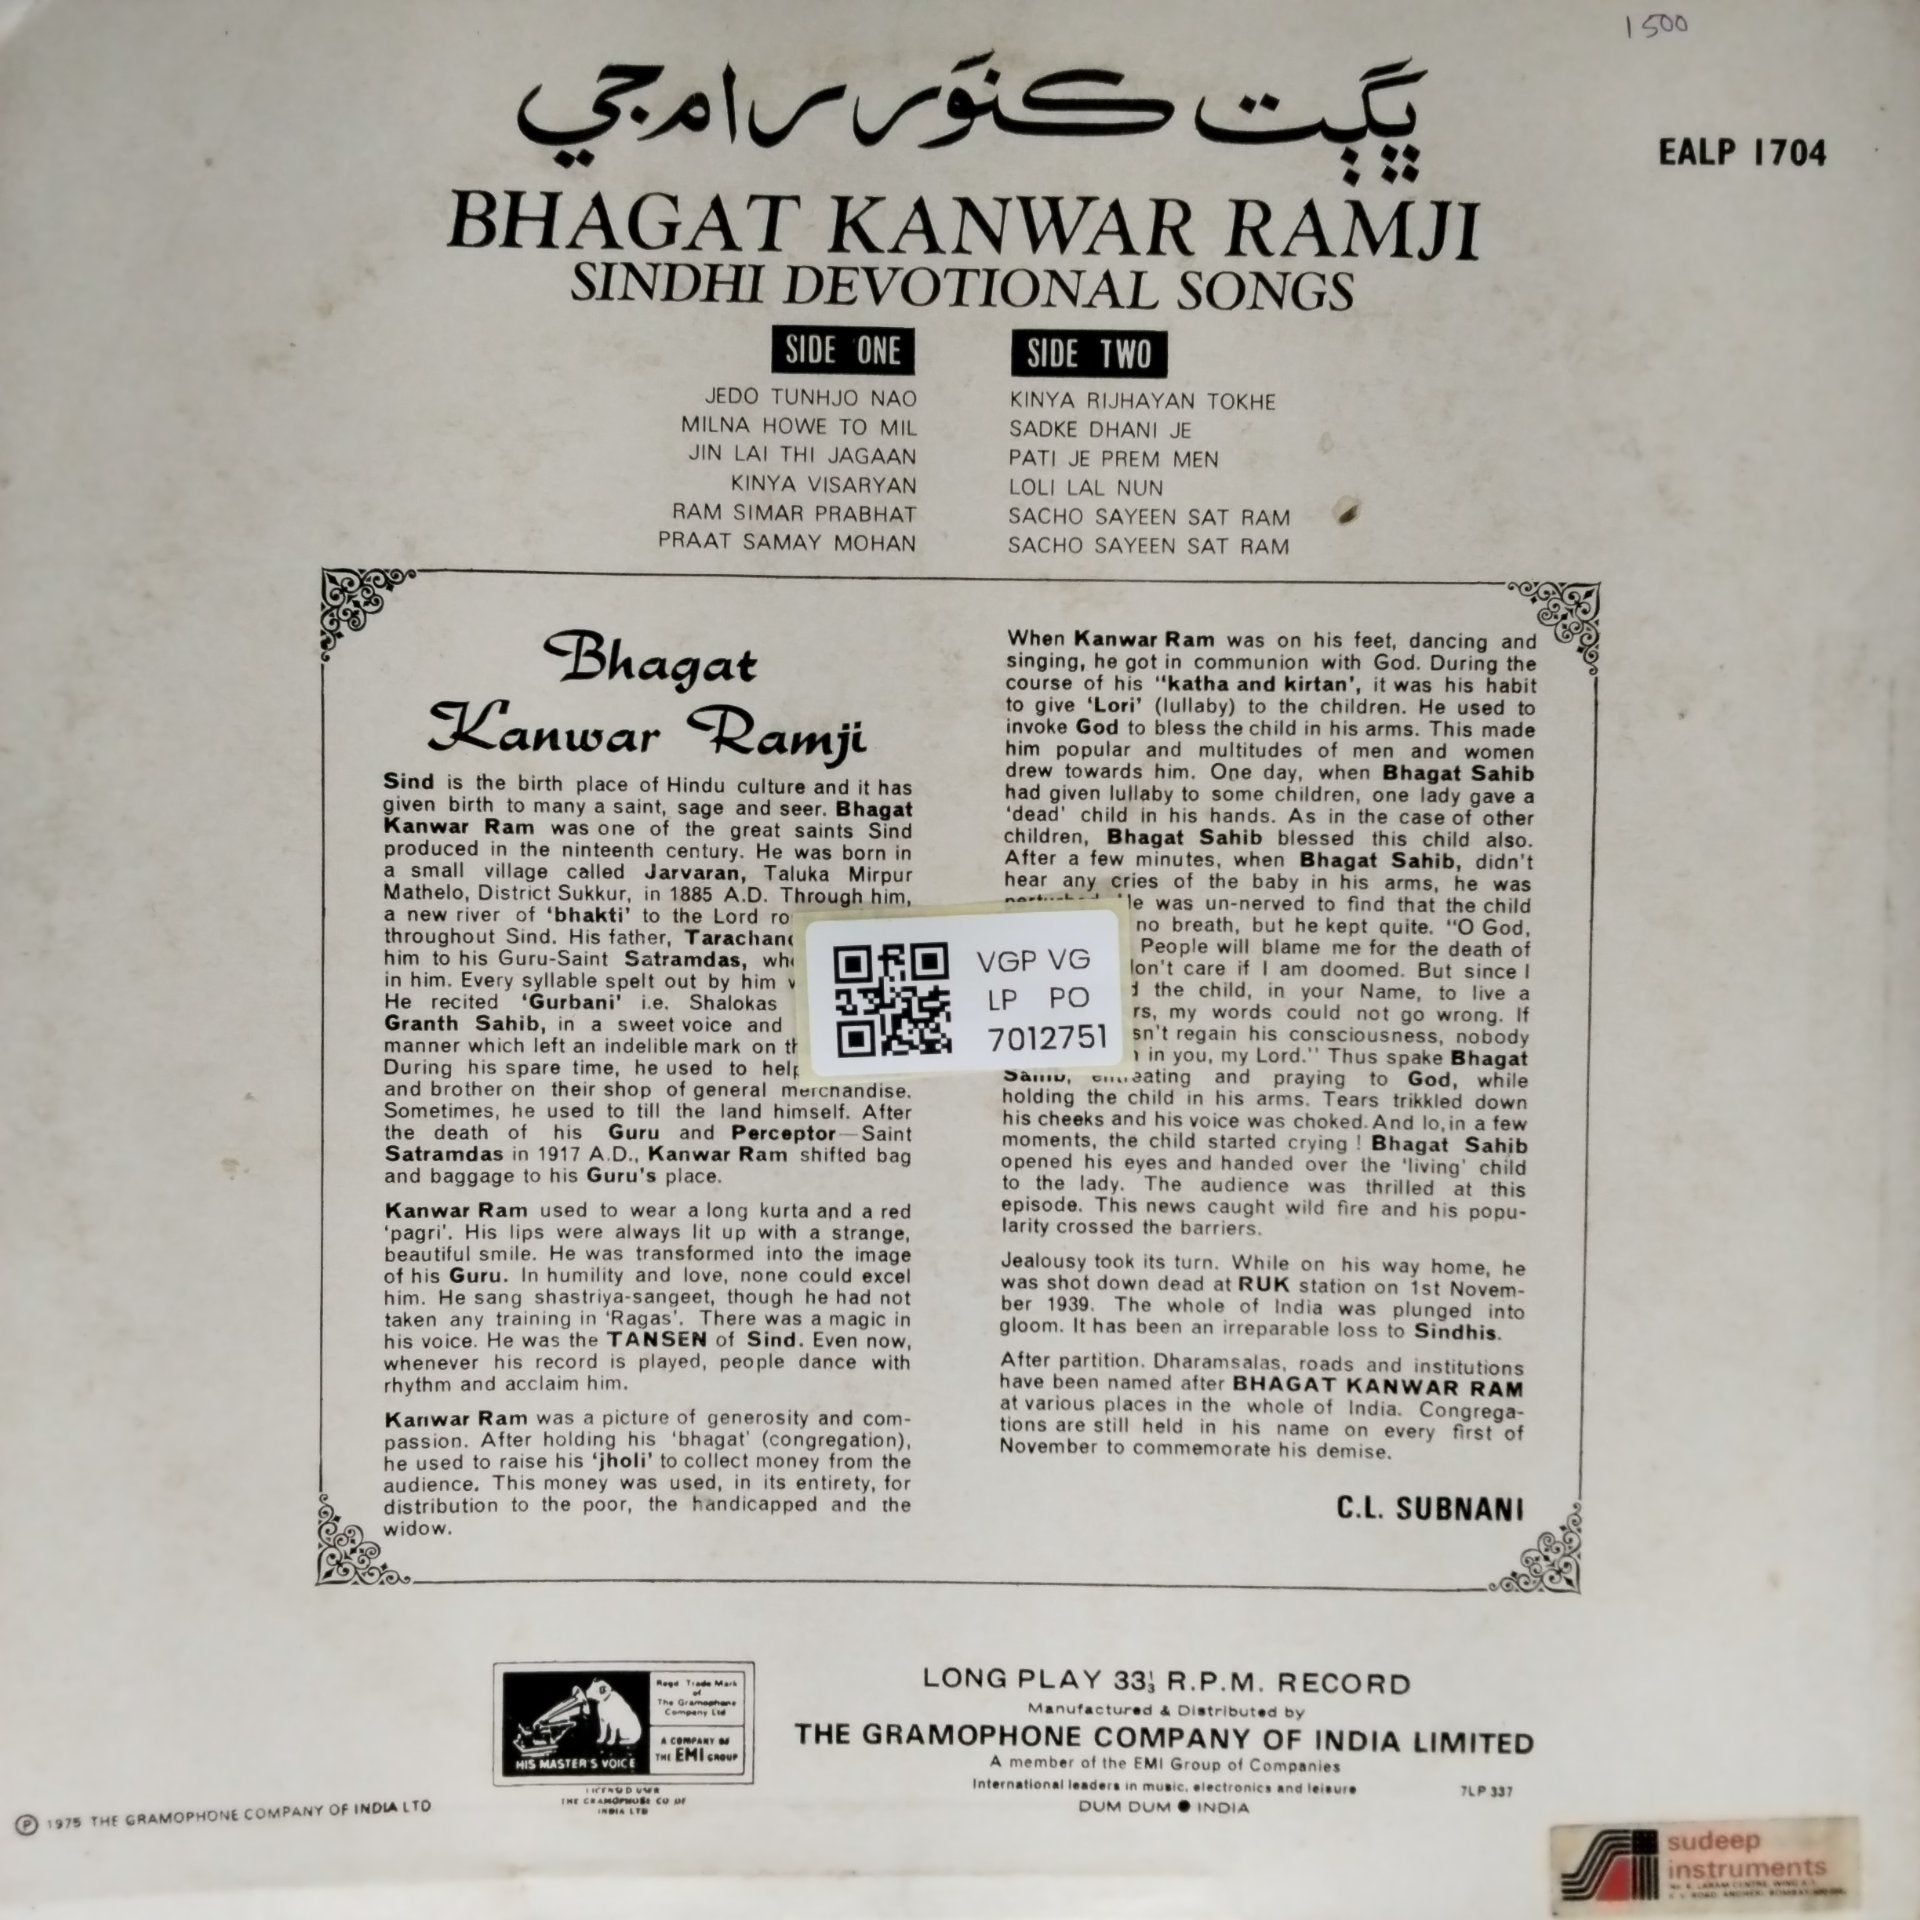 1500
ڀڳت ڪنوَر رام جي
EALP 1704
BHAGAT KANWAR RAMJI
SINDHI DEVOTIONAL SONGS
SIDE ONE
JEDO TUNHJO NAO
MILNA HOWE TO MIL
JIN LAI THI JAGAAN
KINYA VISARYAN
RAM SIMAR PRABHAT
PRAAT SAMAY MOHAN
SIDE TWO
KINYA RIJHAYAN TOKHE
SADKE DHANI JE
PATI JE PREM MEN
LOLI LAL NUN
SACHO SAYEEN SAT RAM
SACHO SAYEEN SAT RAM
Bhagat
Kanwar Ramji
Sind is the birth place of Hindu culture and it has
given birth to many a saint, sage and seer. Bhagat
Kanwar Ram was one of the great saints Sind
produced in the ninteenth century. He was born in
a small village called Jarvaran, Taluka Mirpur
Mathelo, District Sukkur, in 1885 A.D. Through him,
a new river of 'bhakti' to the Lord
throughout Sind. His father,
him to his Guru-Saint Satramdas,
in him. Every syllable spelt out by him
He recited 'Gurbani' i.e. Shalokas
Granth Sahib, in a sweet voice and
manner which left an indelible mark on
During his spare time, he used to
and brother on their shop of general merchandise.
Sometimes, he used to till the land himself. After
the death of his Guru and Perceptor—Saint
Satramdas in 1917 A.D., Kanwar Ram shifted bag
and baggage to his Guru's place.
Kanwar Ram used to wear a long kurta and a red
'pagri'. His lips were always lit up with a strange,
beautiful smile. He was transformed into the image
of his Guru. In humility and love, none could excel
him. He sang shastriya-sangeet, though he had not
taken any training in 'Ragas'. There was a magic in
his voice. He was the TANSEN of Sind. Even now,
whenever his record is played, people dance with
rhythm and acclaim him.
Kanwar Ram was a picture of generosity and com-
passion. After holding his 'bhagat' (congregation),
he used to raise his 'jholi' to collect money from the
audience. This money was used, in its entirety, for
distribution to the poor, the handicapped and the
widow.
When Kanwar Ram was on his feet, dancing and
singing, he got in communion with God. During the
course of his "katha and kirtan', it was his habit
to give 'Lori' (lullaby) to the children. He used to
invoke God to bless the child in his arms. This made
him popular and multitudes of men and women
drew towards him. One day, when Bhagat Sahib
had given lullaby to some children, one lady gave a
'dead' child in his hands. As in the case of other
children, Bhagat Sahib blessed this child also.
After a few minutes, when Bhagat Sahib, didn't
hear any cries of the baby in his arms, he was
was un-nerved to find that the child
no breath, but he kept quite. "O God,
People will blame me for the death of
care if I am doomed. But since I
the child, in your Name, to live a
my words could not go wrong. If
regain his consciousness, nobody
in you, my Lord." Thus spake Bhagat
and praying to God, while
holding the child in his arms. Tears trikkled down
his cheeks and his voice was choked. And lo, in a few
moments, the child started crying ! Bhagat Sahib
opened his eyes and handed over the 'living' child
to the lady. The audience was thrilled at this
episode. This news caught wild fire and his popu-
larity crossed the barriers.
Jealousy took its turn. While on his way home, he
was shot down dead at RUK station on 1st Novem-
ber 1939. The whole of India was plunged into
gloom. It has been an irreparable loss to Sindhis.
After partition. Dharamsalas, roads and institutions
have been named after BHAGAT KANWAR RAM
at various places in the whole of India. Congrega-
tions are still held in his name on every first of
November to commemorate his demise.
C.L. SUBNANI
VGP VG
LP PO
7012751
HIS MASTER'S VOICE
Regd Trade Mark
of
The Gramophone
Company Ltd
A COMPANY OF
THE EMI GROUP
LICENSED USER
THE GRAMOPHONE CO OF
INDIA LTD
LONG PLAY 33⅓ R.P.M. RECORD
Manufactured & Distributed by
THE GRAMOPHONE COMPANY OF INDIA LIMITED
A member of the EMI Group of Companies
International leaders in music, electronics and leisure
7LP 337
DUM DUM ● INDIA
℗ 1975 THE GRAMOPHONE COMPANY OF INDIA LTD
sudeep
instruments